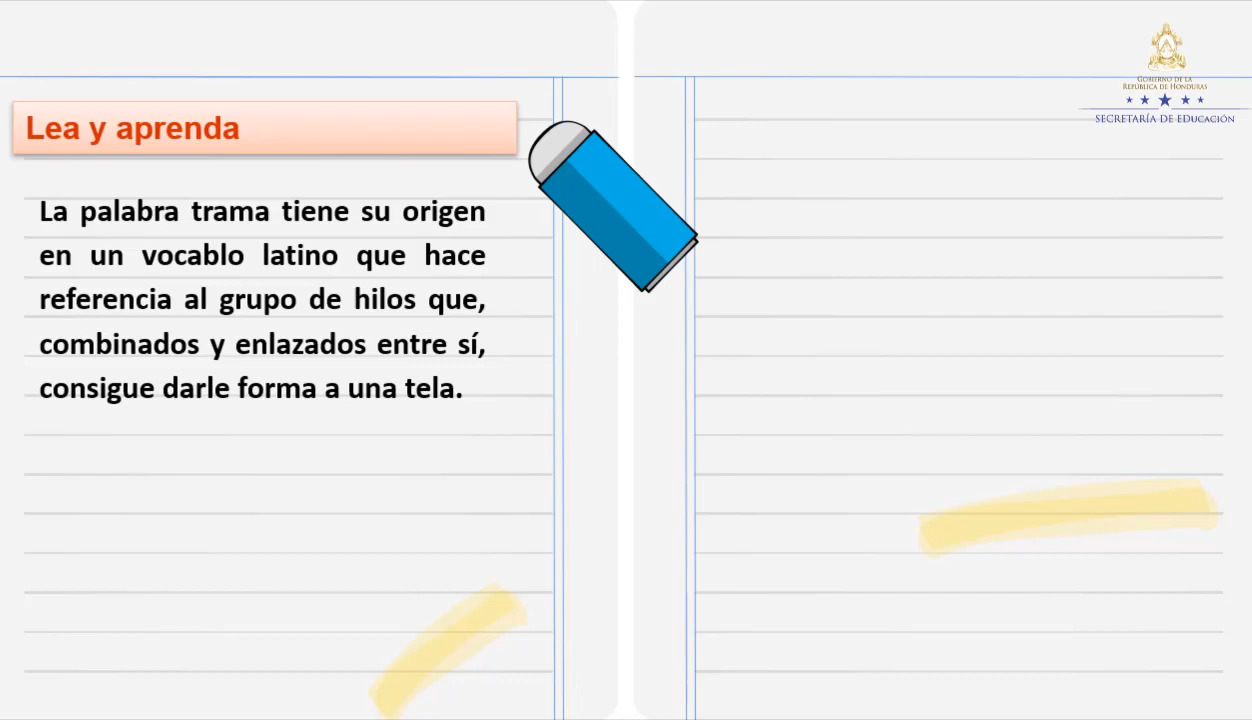 GOBIERNO DE LA
REPÚBLICA DE HONDURAS
SECRETARÍA DE EDUCACIÓN
Lea y aprenda
La palabra trama tiene su origen
en un vocablo latino que hace
referencia al grupo de hilos que,
combinados y enlazados entre sí,
consigue darle forma a una tela.